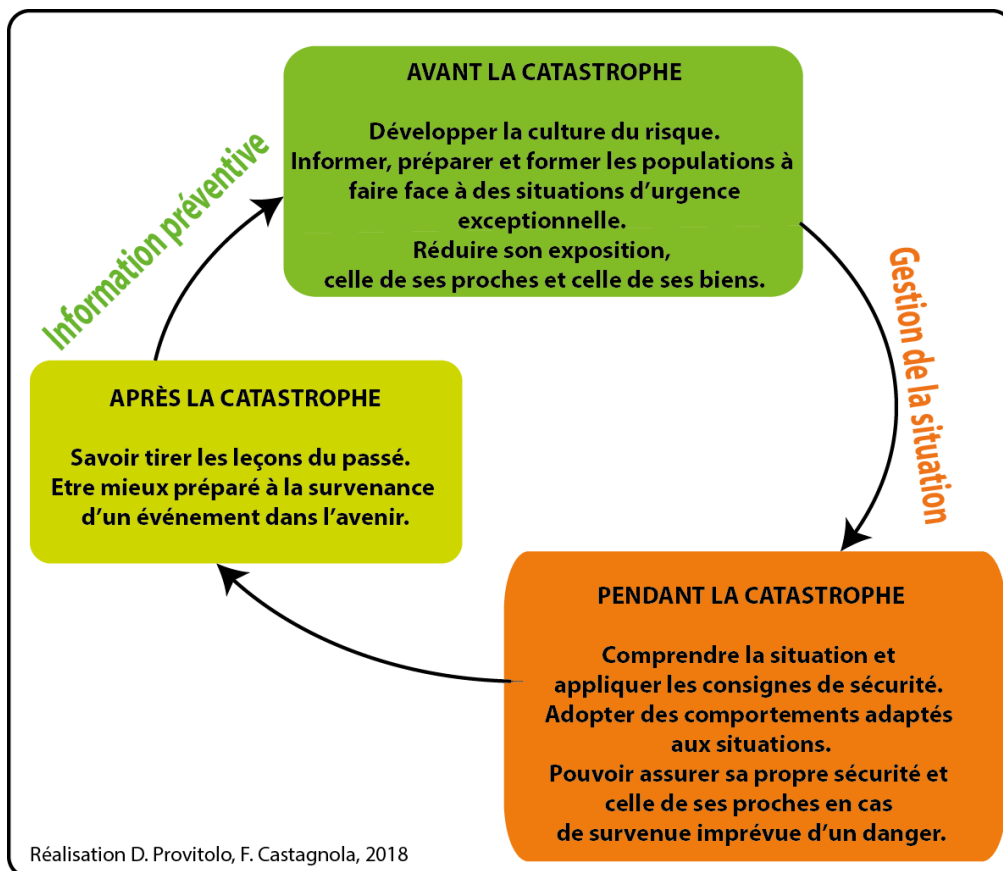 AVANT LA CATASTROPHE
Développer la culture du risque.
Informer, préparer et former les populations à
faire face à des situations d'urgence
exceptionnelle.
Réduire son exposition,
celle de ses proches et celle de ses biens.
Information préventive
Gestion de la situation
APRÈS LA CATASTROPHE
Savoir tirer les leçons du passé.
Etre mieux préparé à la survenance
d'un événement dans l'avenir.
PENDANT LA CATASTROPHE
Comprendre la situation et
appliquer les consignes de sécurité.
Adopter des comportements adaptés
aux situations.
Pouvoir assurer sa propre sécurité et
celle de ses proches en cas
de survenue imprévue d'un danger.
Réalisation D. Provitolo, F. Castagnola, 2018